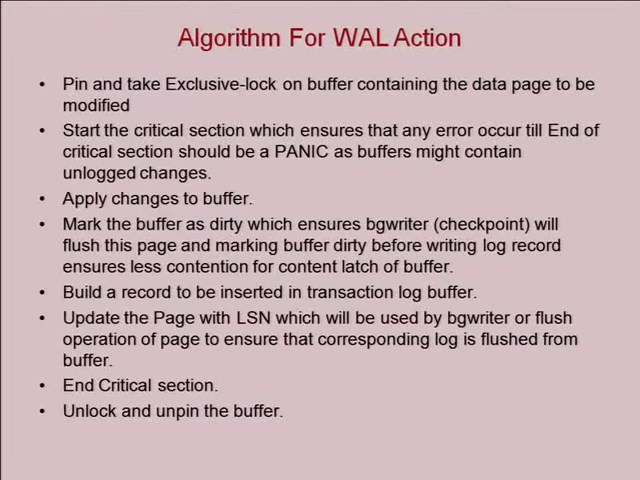 Algorithm For WAL Action
• Pin and take Exclusive-lock on buffer containing the data page to be
modified
• Start the critical section which ensures that any error occur till End of
critical section should be a PANIC as buffers might contain
unlogged changes.
• Apply changes to buffer.
• Mark the buffer as dirty which ensures bgwriter (checkpoint) will
flush this page and marking buffer dirty before writing log record
ensures less contention for content latch of buffer.
• Build a record to be inserted in transaction log buffer.
• Update the Page with LSN which will be used by bgwriter or flush
operation of page to ensure that corresponding log is flushed from
buffer.
• End Critical section.
• Unlock and unpin the buffer.